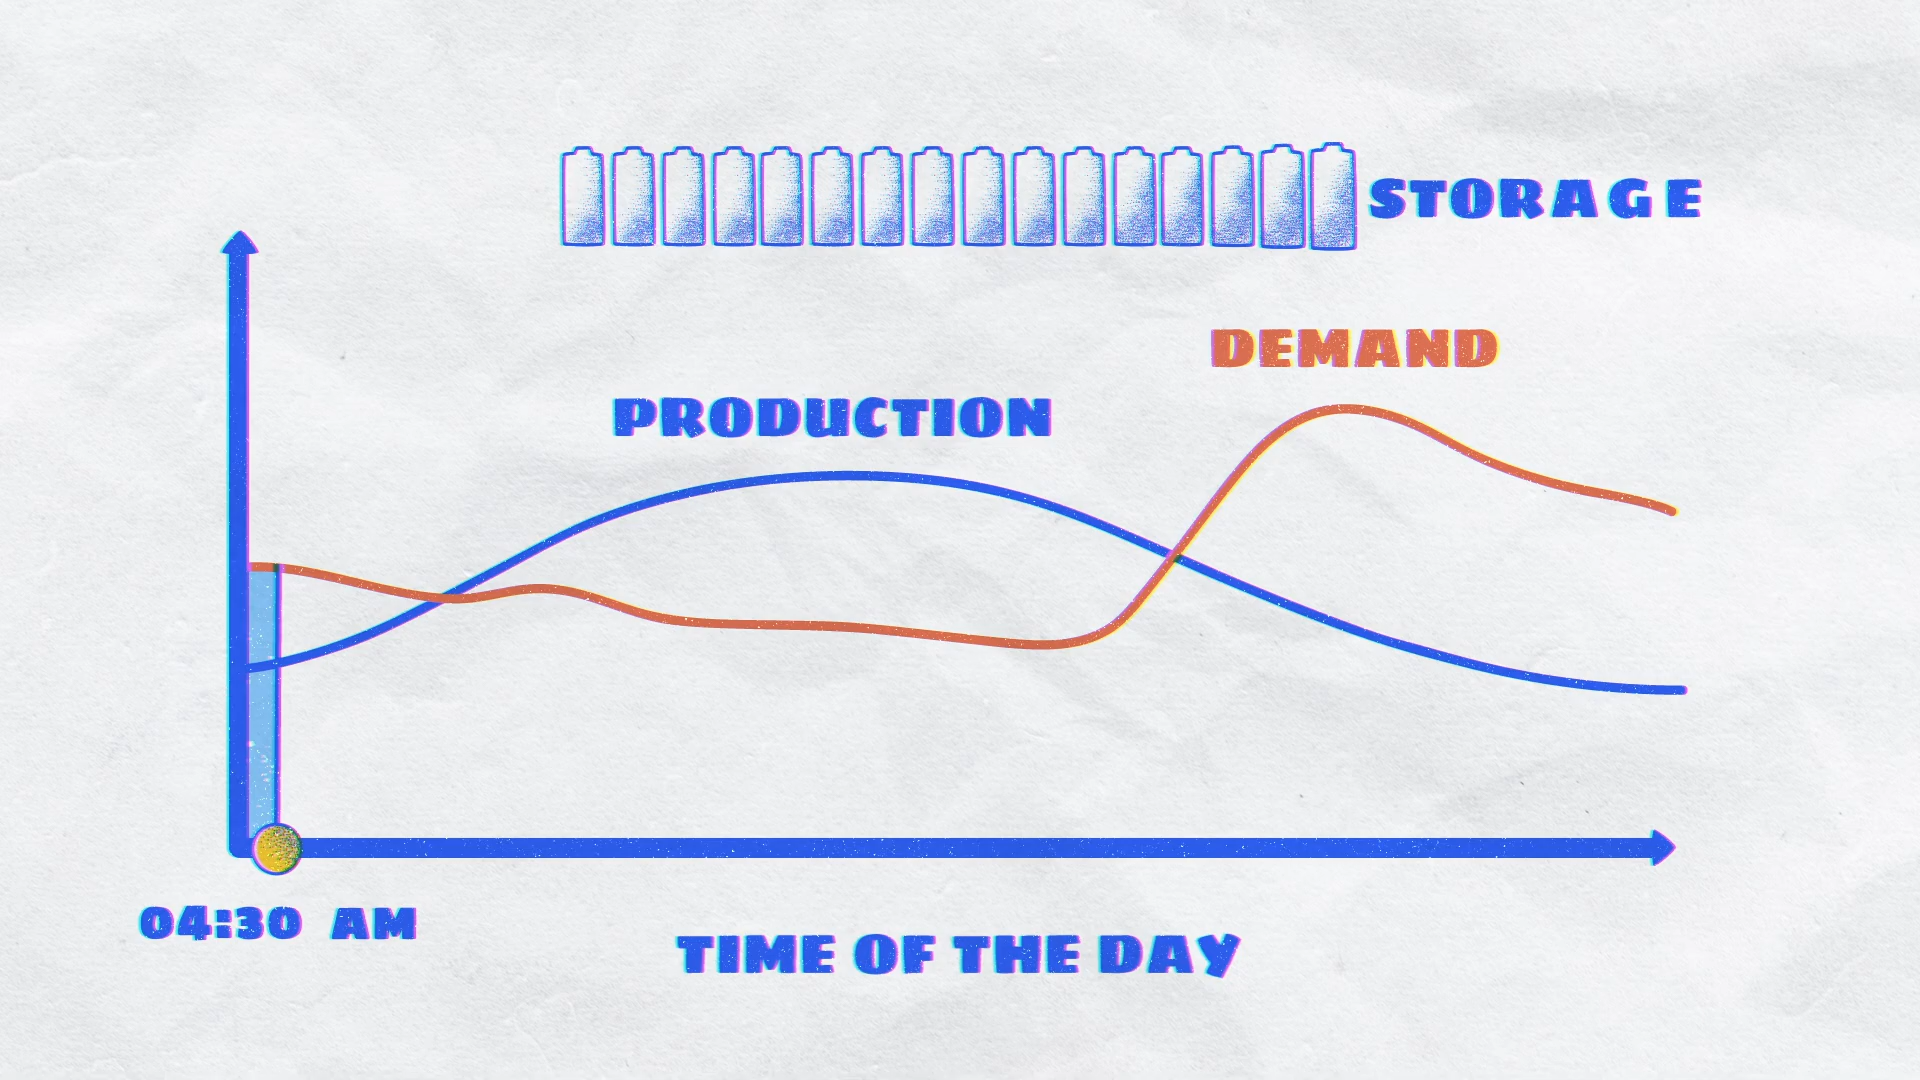 STORAGE
DEMAND
PRODUCTION
04:30 AM
TIME OF THE DAY